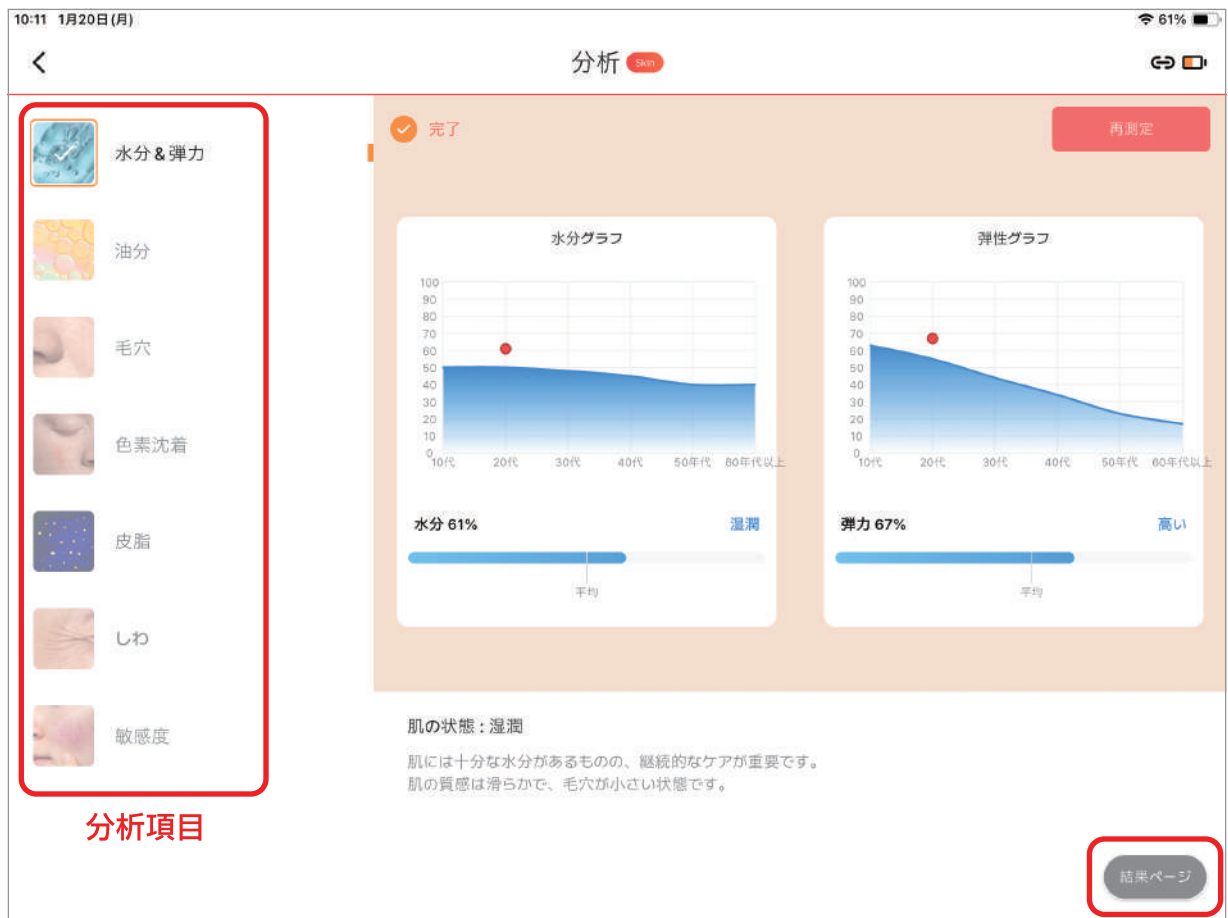 10:11 1月20日(月)
61%
分析 Skin
水分&弾力
油分
毛穴
色素沈着
皮脂
しわ
敏感度
分析項目
完了
再測定
水分グラフ
100
90
80
70
60
50
40
30
20
10
0
10代 20代 30代 40代 50年代 60年代以上
水分 61% 湿潤
平均
弾性グラフ
100
90
80
70
60
50
40
30
20
10
0
10代 20代 30代 40代 50年代 60年代以上
弾力 67% 高い
平均
肌の状態 : 湿潤
肌には十分な水分があるものの、継続的なケアが重要です。
肌の質感は滑らかで、毛穴が小さい状態です。
結果ページ